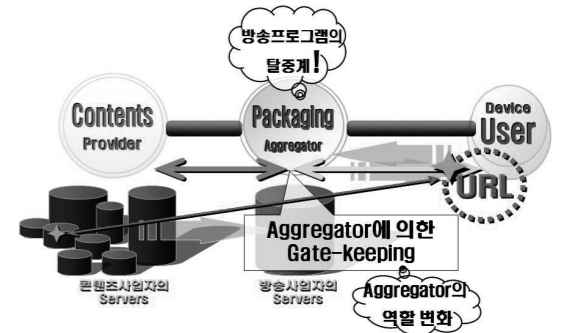 방송프로그램의
탈중계!
Contents
Provider
Packaging
Aggregator
Device
User
URL
Aggregator에 의한
Gate-keeping
콘텐츠사업자의
Servers
방송사업자의
Servers
Aggregator의
역할 변화